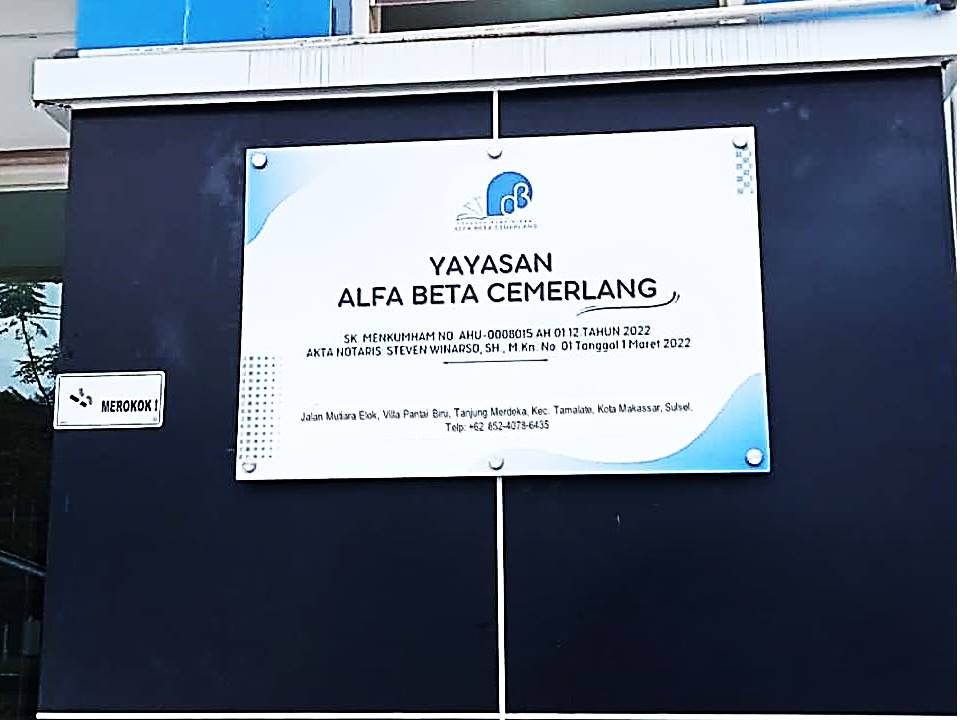 ALFA BETA CEMERLANG
YAYASAN
ALFA BETA CEMERLANG
SK MENKUMHAM NO AHU-0008015 AH 01 12 TAHUN 2022
AKTA NOTARIS STEVEN WINARSO, SH., M.Kn. No 01 Tanggal 1 Maret 2022
MEROKOK !
Jalan Mutiara Elok, Villa Pantai Biru, Tanjung Merdeka, Kec. Tamalate, Kota Makassar, Sulsel.
Telp: +62 852-4078-6435